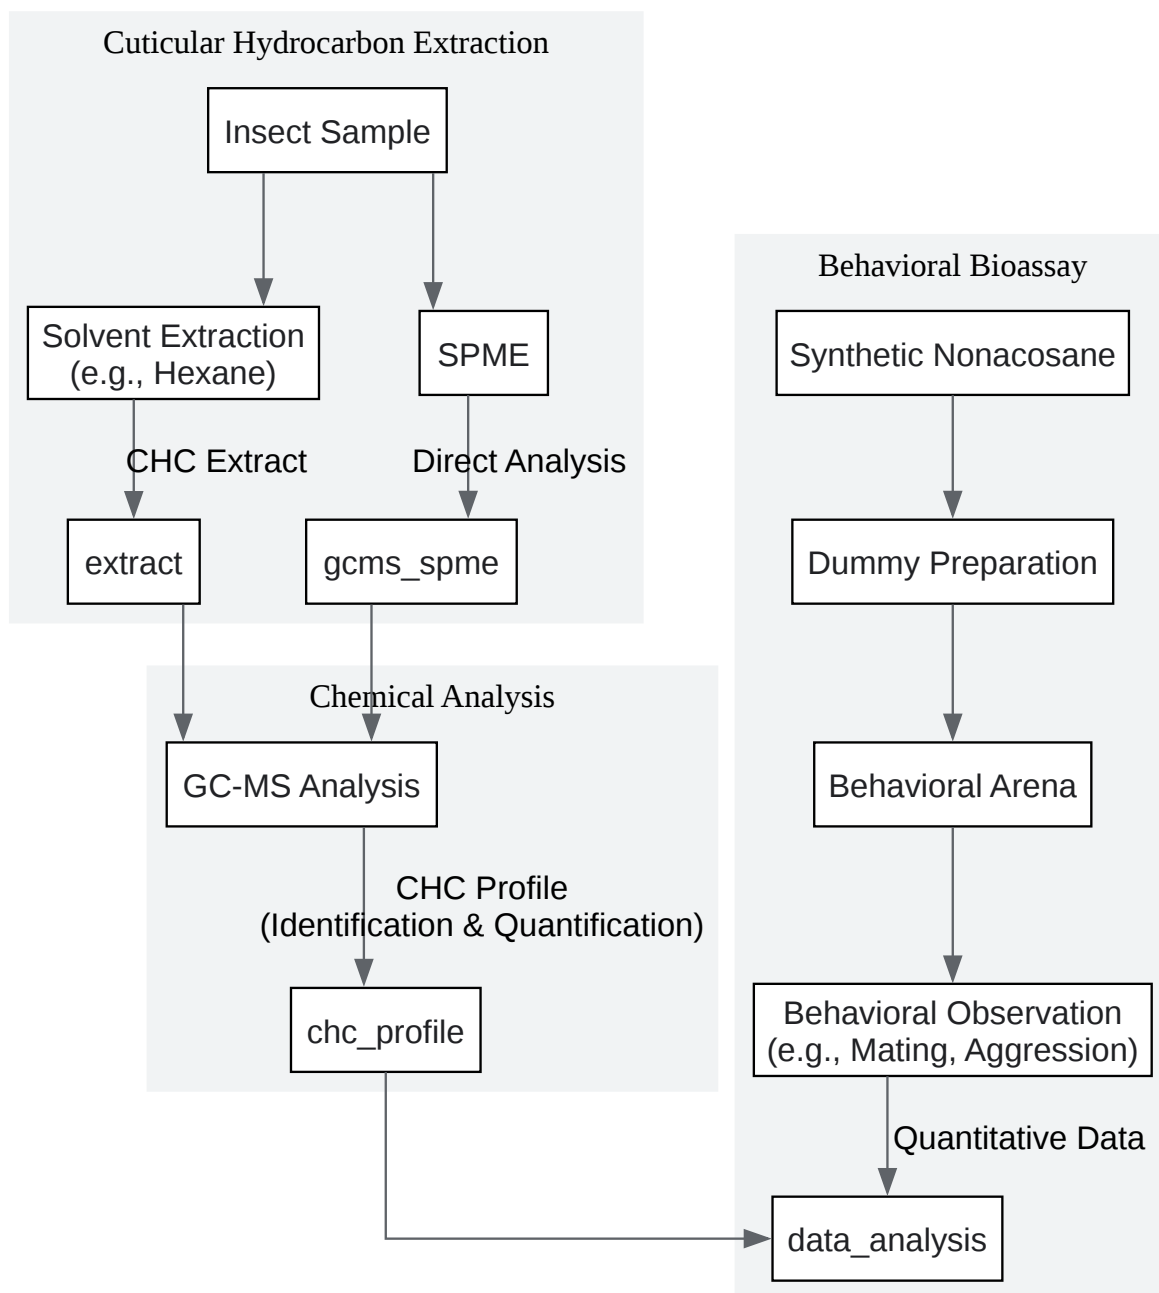 Cuticular Hydrocarbon Extraction
Insect Sample
Solvent Extraction
(e.g., Hexane)
SPME
CHC Extract
Direct Analysis
extract
gcms_spme
Chemical Analysis
GC-MS Analysis
CHC Profile
(Identification & Quantification)
chc_profile
Behavioral Bioassay
Synthetic Nonacosane
Dummy Preparation
Behavioral Arena
Behavioral Observation
(e.g., Mating, Aggression)
Quantitative Data
data_analysis